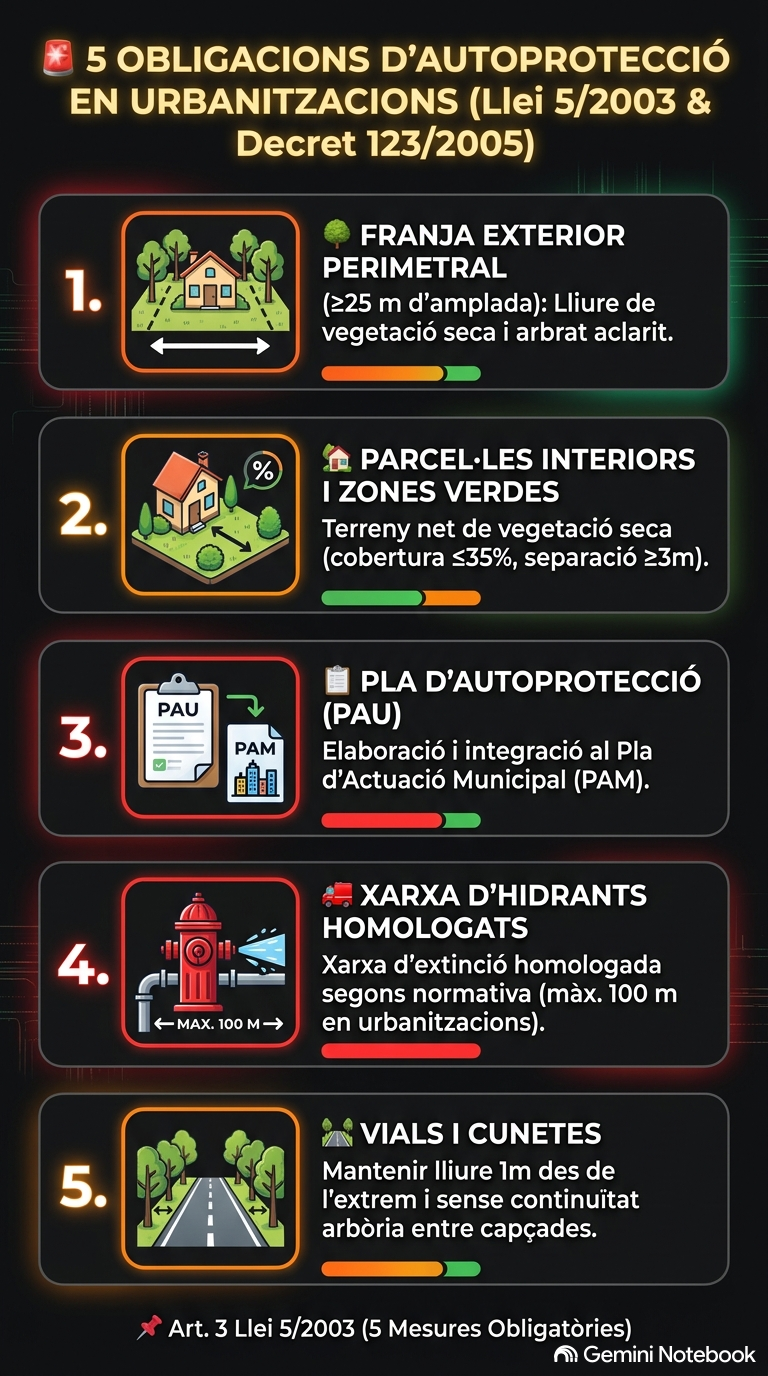 🚨 5 OBLIGACIONS D’AUTOPROTECCIÓ
EN URBANITZACIONS (Llei 5/2003 &
Decret 123/2005)
1.
🌳 FRANJA EXTERIOR
PERIMETRAL
(≥25 m d’amplada): Lliure de
vegetació seca i arbrat aclarit.
2.
%
🏡 PARCEL·LES INTERIORS
I ZONES VERDES
Terreny net de vegetació seca
(cobertura ≤35%, separació ≥3m).
3.
PAU
PAM
📋 PLA D’AUTOPROTECCIÓ
(PAU)
Elaboració i integració al Pla
d’Actuació Municipal (PAM).
4.
MAX. 100 M
🚒 XARXA D’HIDRANTS
HOMOLOGATS
Xarxa d’extinció homologada
segons normativa (màx. 100 m
en urbanitzacions).
5.
🛣️ VIALS I CUNETES
Mantenir lliure 1m des de
l’extrem i sense continuïtat
arbòria entre capçades.
📌 Art. 3 Llei 5/2003 (5 Mesures Obligatòries)
Gemini Notebook